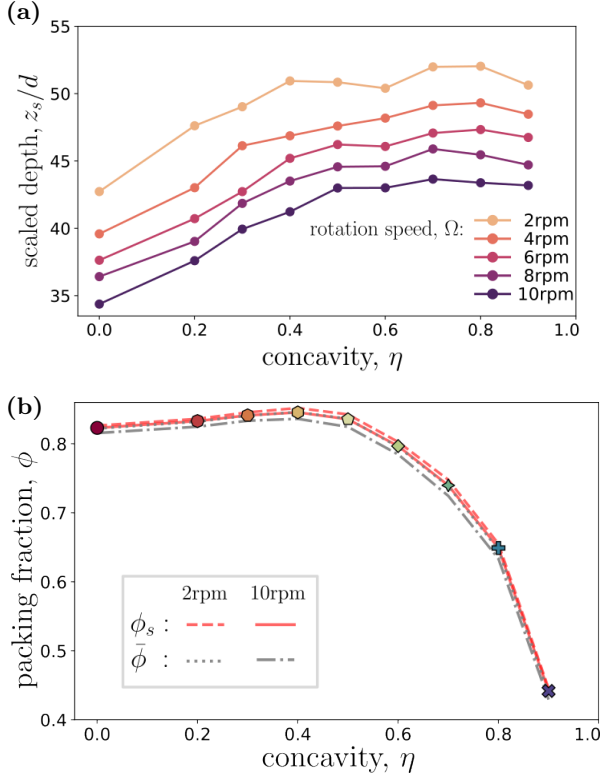 (a)
55
50
45
40
35
scaled depth, z_s/d
rotation speed, Ω:
2rpm
4rpm
6rpm
8rpm
10rpm
0.0 0.2 0.4 0.6 0.8 1.0
concavity, η
(b)
0.8
0.7
0.6
0.5
0.4
packing fraction, ϕ
2rpm 10rpm
ϕ_s :
ϕ̄ :
0.0 0.2 0.4 0.6 0.8 1.0
concavity, η